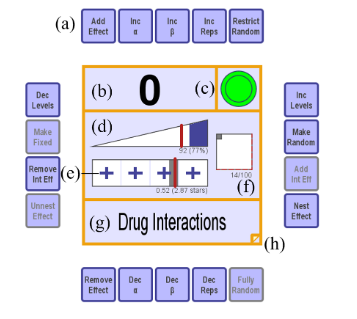 (a)
Add Effect
Inc α
Inc β
Inc Reps
Restrict Random
Dec Levels
Make Fixed
Remove Int Eff
Unnest Effect
(b)
0
(c)
(d)
92 (77%)
(e)
0.52 (2.87 stars)
14/100
(f)
(g)
Drug Interactions
(h)
Inc Levels
Make Random
Add Int Eff
Nest Effect
Remove Effect
Dec α
Dec β
Dec Reps
Fully Random